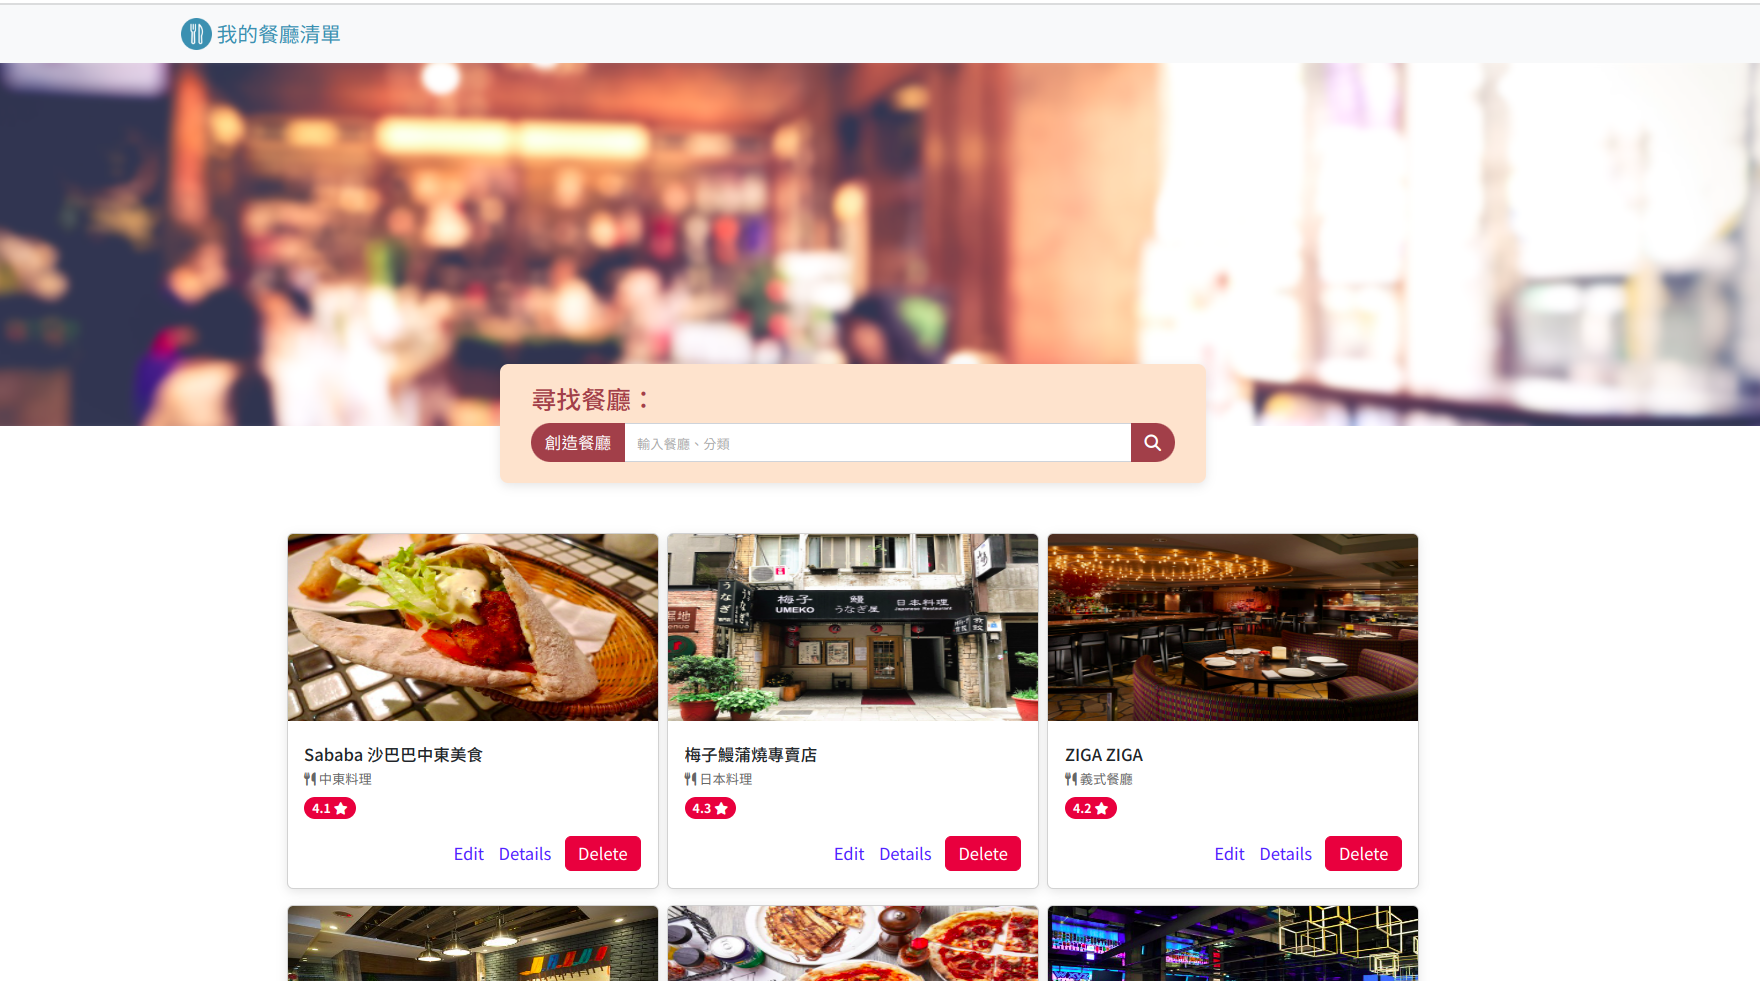 我的餐廳清單
尋找餐廳：
創造餐廳 輸入餐廳、分類
うなぎ
梅子 鰻 日本料理
UMEKO うなぎ屋 Japanese Restaurant
Sababa 沙巴巴中東美食
中東料理
4.1
Edit Details Delete
梅子鰻蒲燒專賣店
日本料理
4.3
Edit Details Delete
ZIGA ZIGA
義式餐廳
4.2
Edit Details Delete